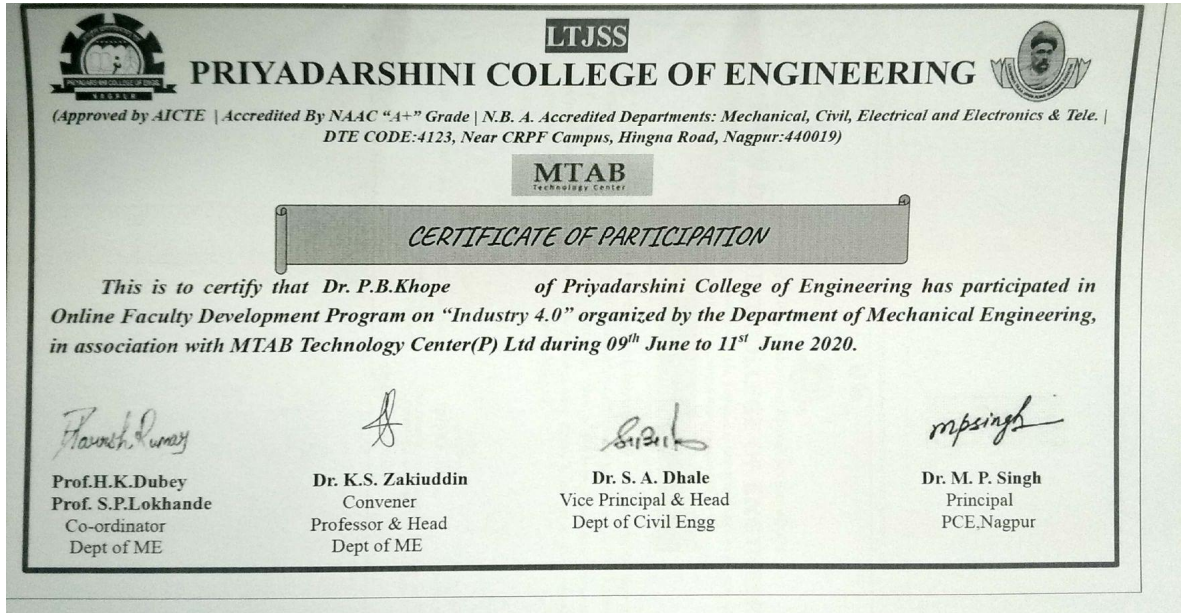 LTJSS
PRIYADARSHINI COLLEGE OF ENGINEERING
PRIYADARSHINI COLLEGE OF ENGG.
NAGPUR
(Approved by AICTE | Accredited By NAAC “A+” Grade | N.B. A. Accredited Departments: Mechanical, Civil, Electrical and Electronics & Tele. |
DTE CODE:4123, Near CRPF Campus, Hingna Road, Nagpur:440019)
MTAB
Technology Center
CERTIFICATE OF PARTICIPATION
This is to certify that Dr. P.B.Khope of Priyadarshini College of Engineering has participated in
Online Faculty Development Program on “Industry 4.0” organized by the Department of Mechanical Engineering,
in association with MTAB Technology Center(P) Ltd during 09th June to 11st June 2020.
mpsingh
Prof.H.K.Dubey
Prof. S.P.Lokhande
Co-ordinator
Dept of ME
Dr. K.S. Zakiuddin
Convener
Professor & Head
Dept of ME
Dr. S. A. Dhale
Vice Principal & Head
Dept of Civil Engg
Dr. M. P. Singh
Principal
PCE,Nagpur